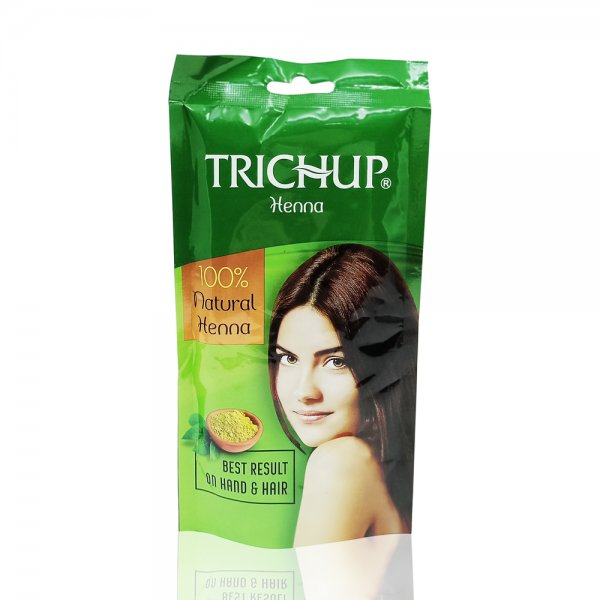 TRICHUP®
Henna
100%
Natural
Henna
BEST RESULT
ON HAND & HAIR